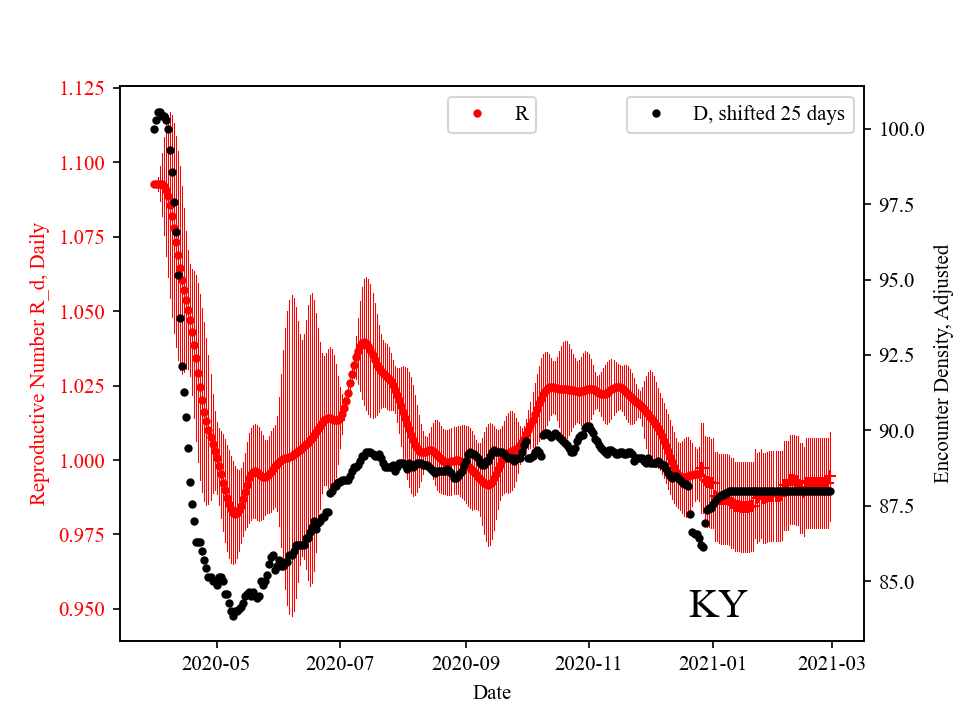 R
D, shifted 25 days
Reproductive Number R_d, Daily
1.125
1.100
1.075
1.050
1.025
1.000
0.975
0.950
Encounter Density, Adjusted
100.0
97.5
95.0
92.5
90.0
87.5
85.0
KY
2020-05 2020-07 2020-09 2020-11 2021-01 2021-03
Date